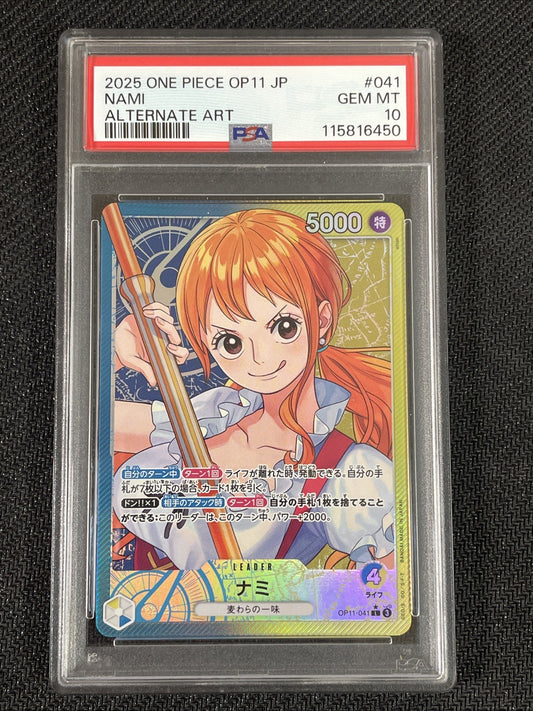 2025 ONE PIECE OP11 JP #041
NAMI GEM MT
ALTERNATE ART 10
PSA 115816450
5000 特
自分のターン中 ターン1回 ライフが離れた時、発動できる。自分の手
札が7枚以下の場合、カード1枚を引く。
ドン!!×1 相手のアタック時 ターン1回 自分の手札1枚を捨てること
ができる:このリーダーは、このターン中、パワー+2000。
LEADER
ナミ
4
ライフ
麦わらの一味
OP11-041 L 3
BANDAI MADE IN JAPAN